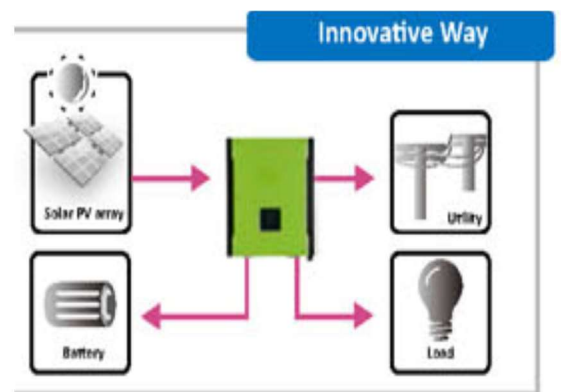 Innovative Way
Solar PV array
Utility
Battery
Load